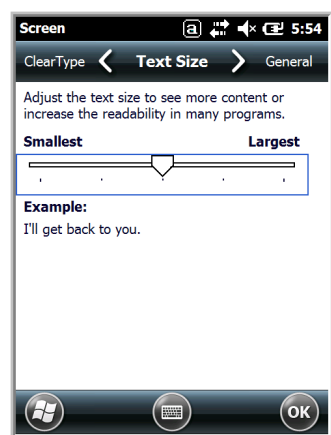 Screen a 5:54
ClearType Text Size General
Adjust the text size to see more content or
increase the readability in many programs.
Smallest Largest
Example:
I'll get back to you.
OK